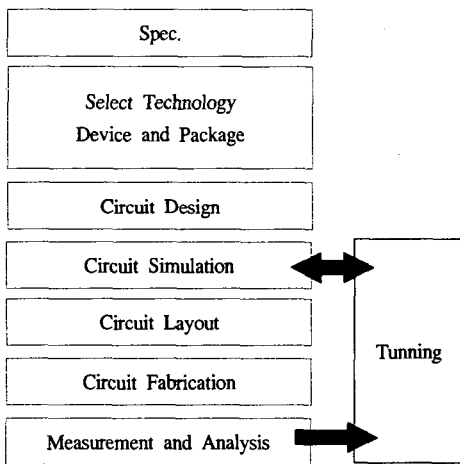 Spec.
Select Technology
Device and Package
Circuit Design
Circuit Simulation
Circuit Layout
Tunning
Circuit Fabrication
Measurement and Analysis